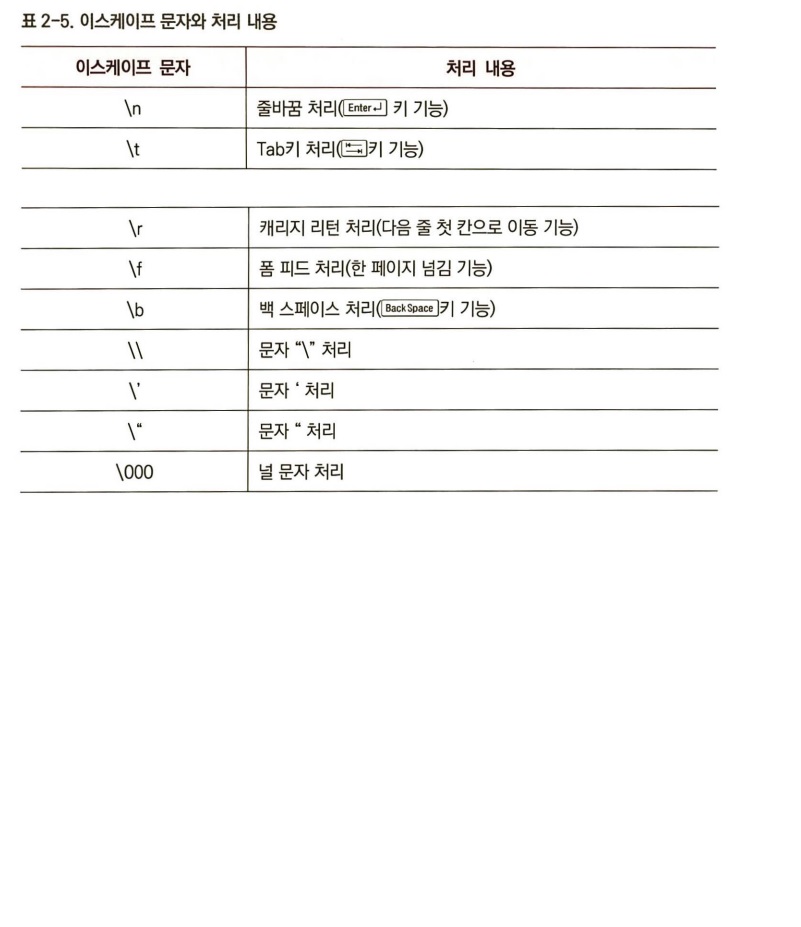 표 2-5. 이스케이프 문자와 처리 내용
이스케이프 문자 처리 내용
\n 줄바꿈 처리(Enter↵ 키 기능)
\t Tab키 처리(↹키 기능)
\r 캐리지 리턴 처리(다음 줄 첫 칸으로 이동 기능)
\f 폼 피드 처리(한 페이지 넘김 기능)
\b 백 스페이스 처리(Back Space키 기능)
\\ 문자 “\” 처리
\’ 문자 ‘ 처리
\“ 문자 “ 처리
\000 널 문자 처리